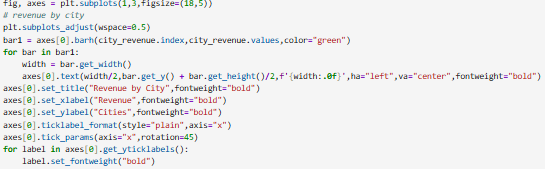 fig, axes = plt.subplots(1,3,figsize=(18,5))
# revenue by city
plt.subplots_adjust(wspace=0.5)
bar1 = axes[0].barh(city_revenue.index,city_revenue.values,color="green")
for bar in bar1:
    width = bar.get_width()
    axes[0].text(width/2,bar.get_y() + bar.get_height()/2,f'{width:.0f}',ha="left",va="center",fontweight="bold")
axes[0].set_title("Revenue by City",fontweight="bold")
axes[0].set_xlabel("Revenue",fontweight="bold")
axes[0].set_ylabel("Cities",fontweight="bold")
axes[0].ticklabel_format(style="plain",axis="x")
axes[0].tick_params(axis="x",rotation=45)
for label in axes[0].get_yticklabels():
    label.set_fontweight("bold")